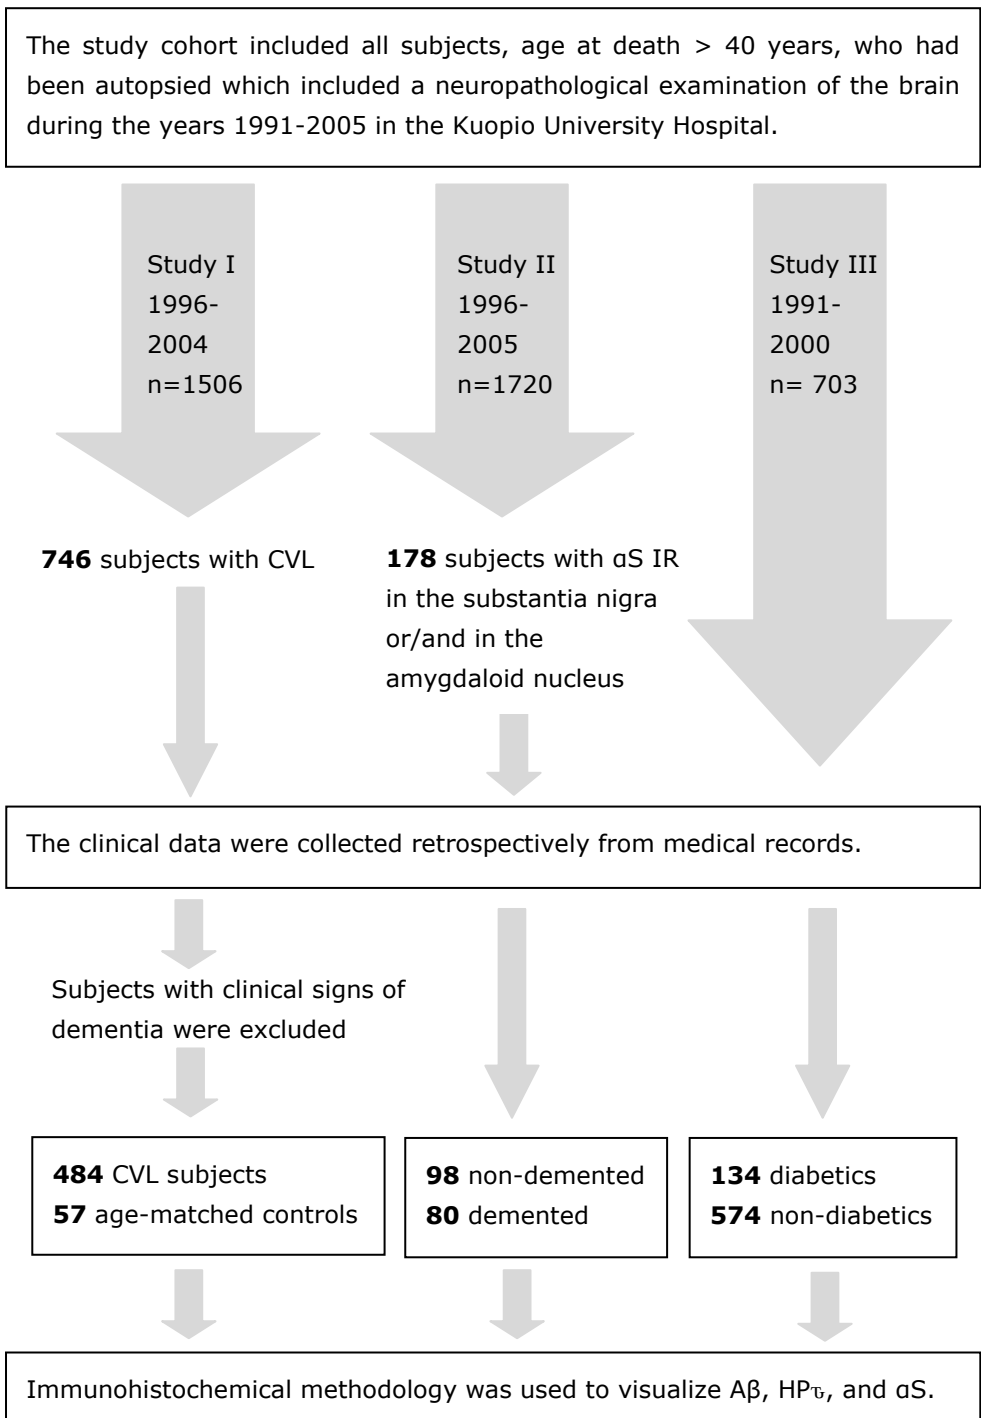 The study cohort included all subjects, age at death > 40 years, who had
been autopsied which included a neuropathological examination of the brain
during the years 1991-2005 in the Kuopio University Hospital.
Study I
1996-
2004
n=1506
Study II
1996-
2005
n=1720
Study III
1991-
2000
n= 703
746 subjects with CVL
178 subjects with αS IR
in the substantia nigra
or/and in the
amygdaloid nucleus
The clinical data were collected retrospectively from medical records.
Subjects with clinical signs of
dementia were excluded
484 CVL subjects
57 age-matched controls
98 non-demented
80 demented
134 diabetics
574 non-diabetics
Immunohistochemical methodology was used to visualize Aβ, HPτ, and αS.